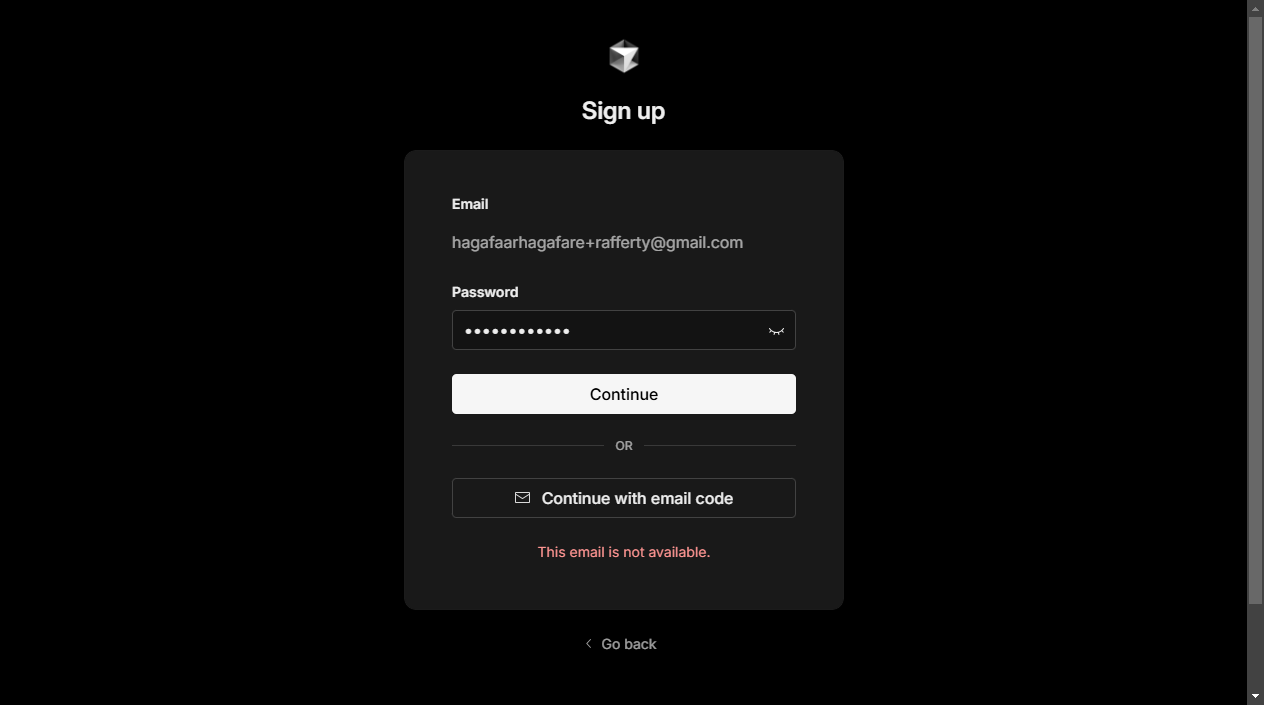 Sign up
Email
hagafaarhagafare+rafferty@gmail.com
Password
••••••••••••
Continue
OR
Continue with email code
This email is not available.
Go back